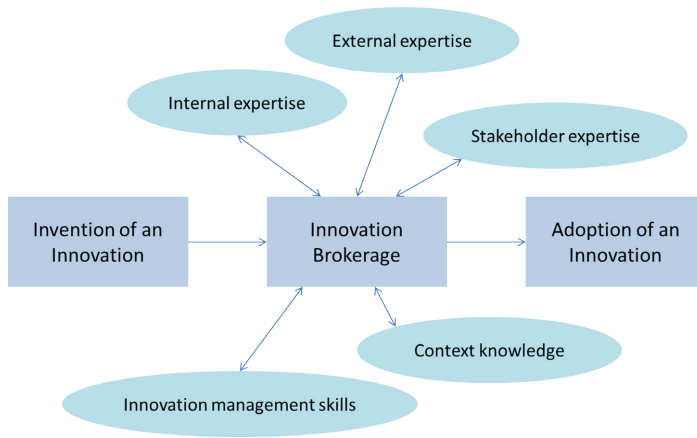 External expertise
Internal expertise
Stakeholder expertise
Invention of an
Innovation
Innovation
Brokerage
Adoption of an
Innovation
Context knowledge
Innovation management skills